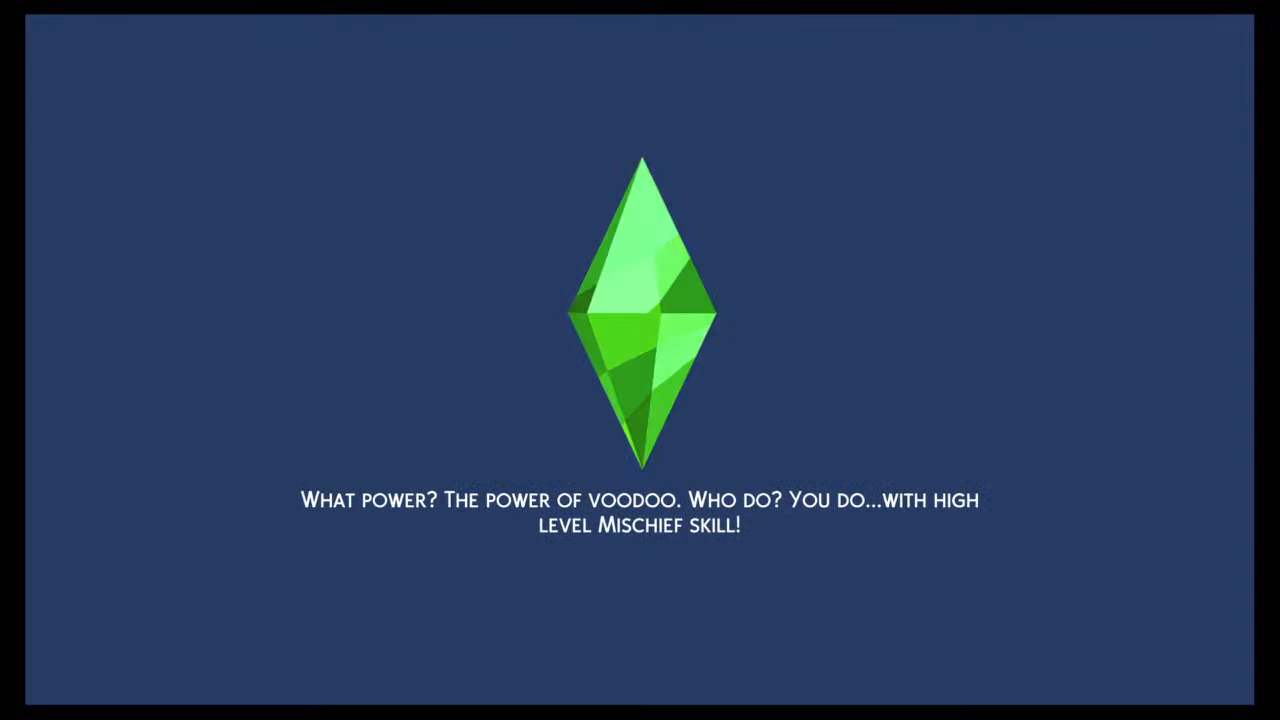 What power? The power of voodoo. Who do? You do...with high
level Mischief skill!